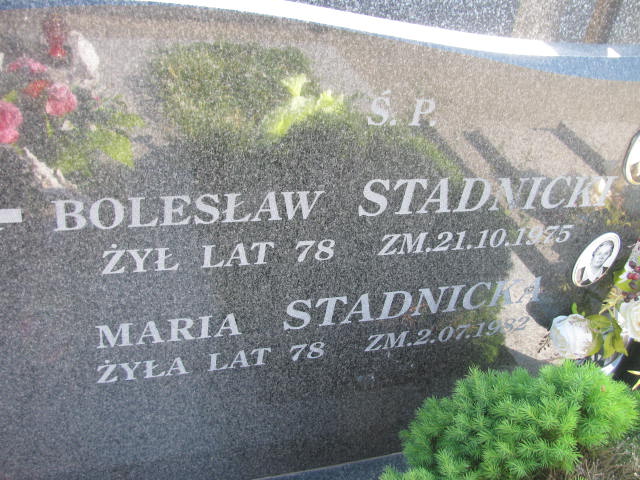 Ś. P.
BOLESŁAW STADNICKI
ŻYŁ LAT 78 ZM.21.10.1975
MARIA STADNICKA
ŻYŁA LAT 78 ZM.2.07.1982